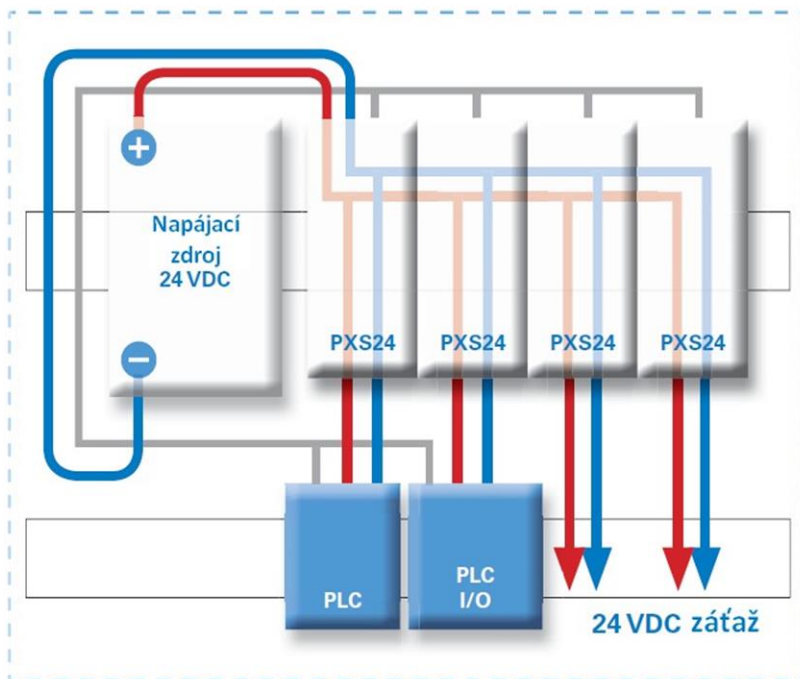 +
Napájací
zdroj
24 VDC
−
PXS24
PXS24
PXS24
PXS24
PLC
PLC
I/O
24 VDC záťaž